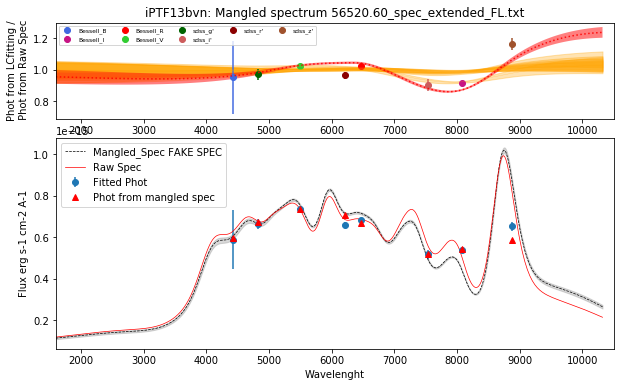 iPTF13bvn: Mangled spectrum 56520.60_spec_extended_FL.txt
Phot from LCfitting /
Phot from Raw Spec
1.2
1.0
0.8
Bessell_B Bessell_R sdss_g' sdss_r' sdss_z'
Bessell_I Bessell_V sdss_i'
2000 3000 4000 5000 6000 7000 8000 9000 10000
Flux erg s-1 cm-2 A-1
1.0
0.8
0.6
0.4
0.2
Mangled_Spec FAKE SPEC
Raw Spec
Fitted Phot
Phot from mangled spec
2000 3000 4000 5000 6000 7000 8000 9000 10000
Wavelenght